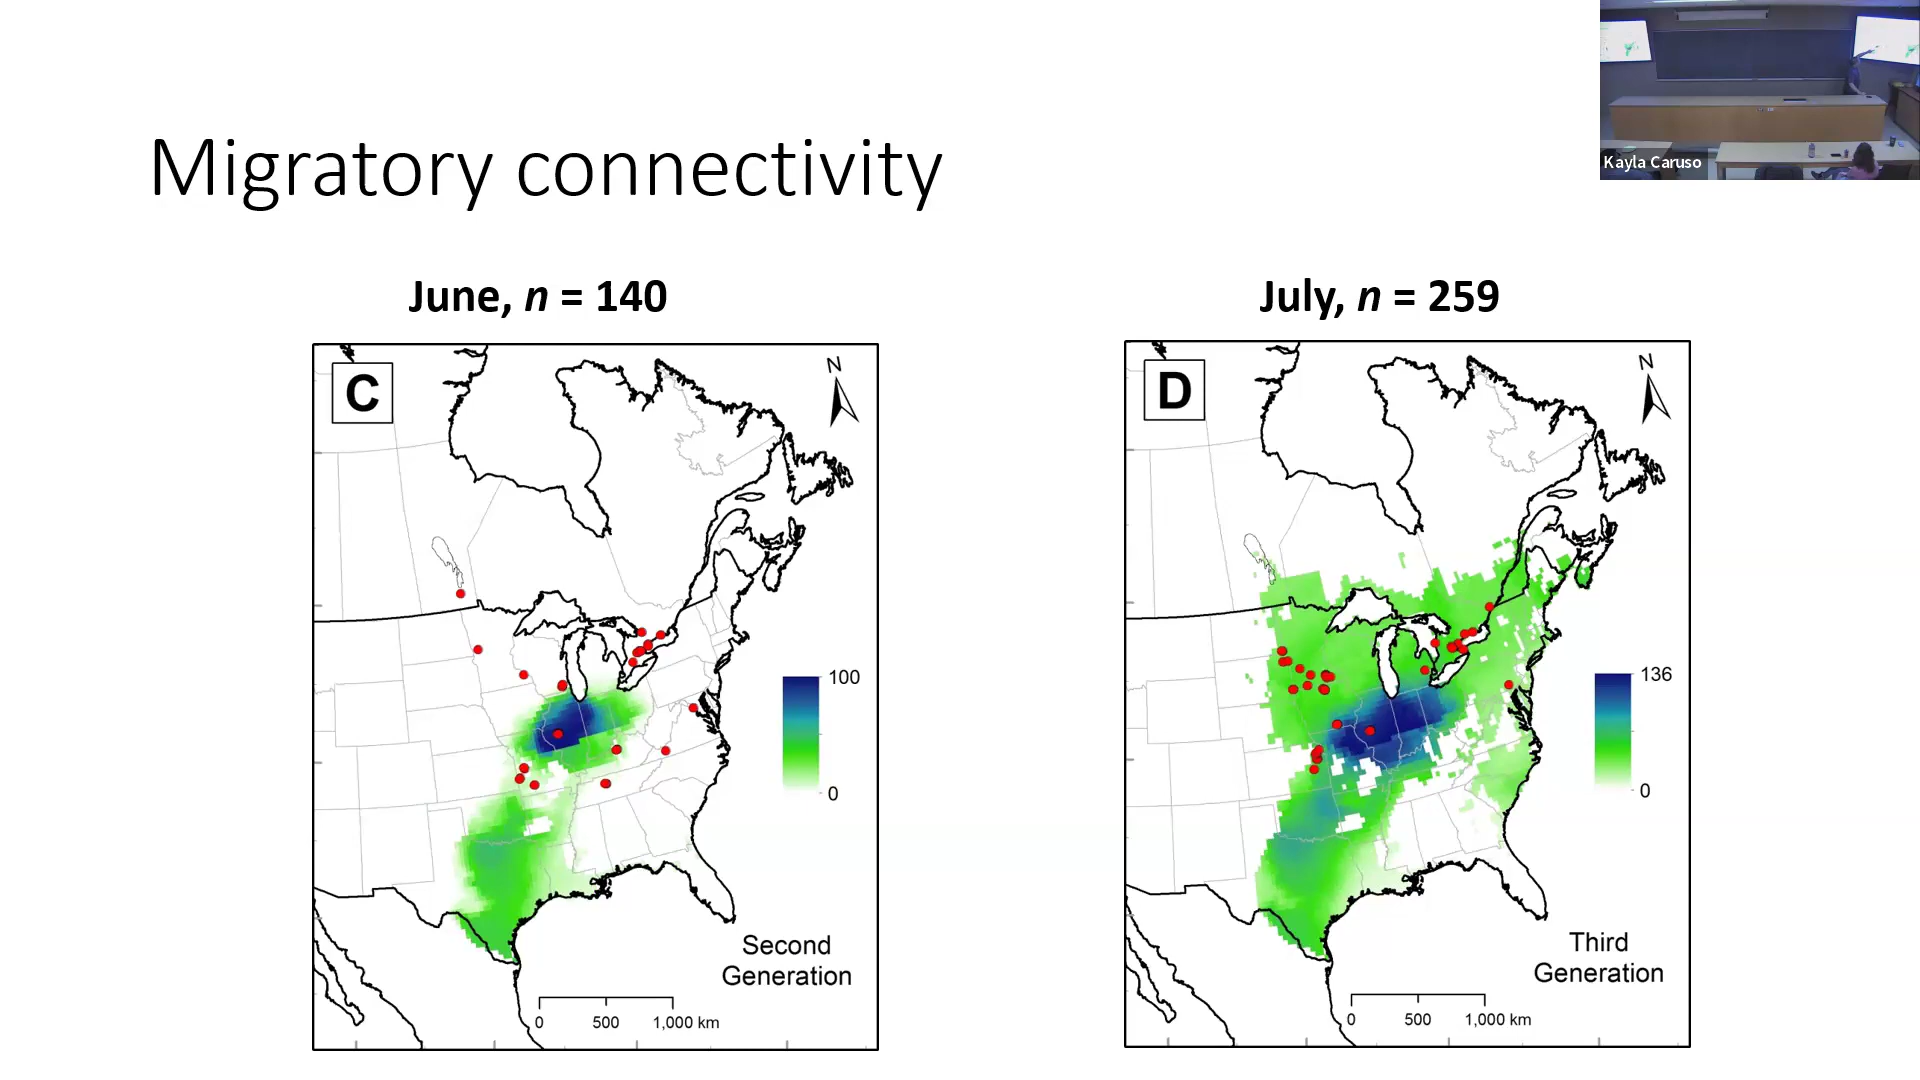 Kayla Caruso
Migratory connectivity
June, n = 140
C
N
100
0
Second
Generation
0 500 1,000 km
July, n = 259
D
N
136
0
Third
Generation
0 500 1,000 km